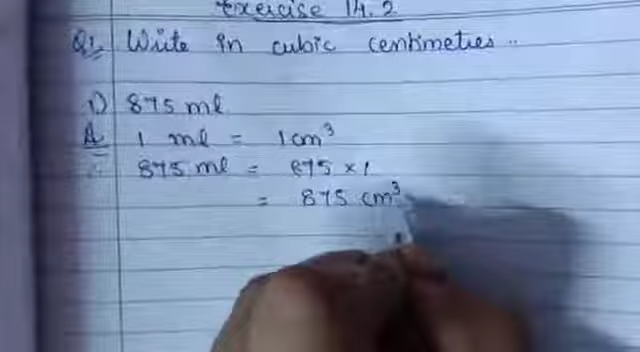 Exercise 14.2
Q1. Write in cubic centimetres..
1) 875 ml
A 1 ml = 1cm³
∴ 875 ml = 875 × 1
= 875 cm³